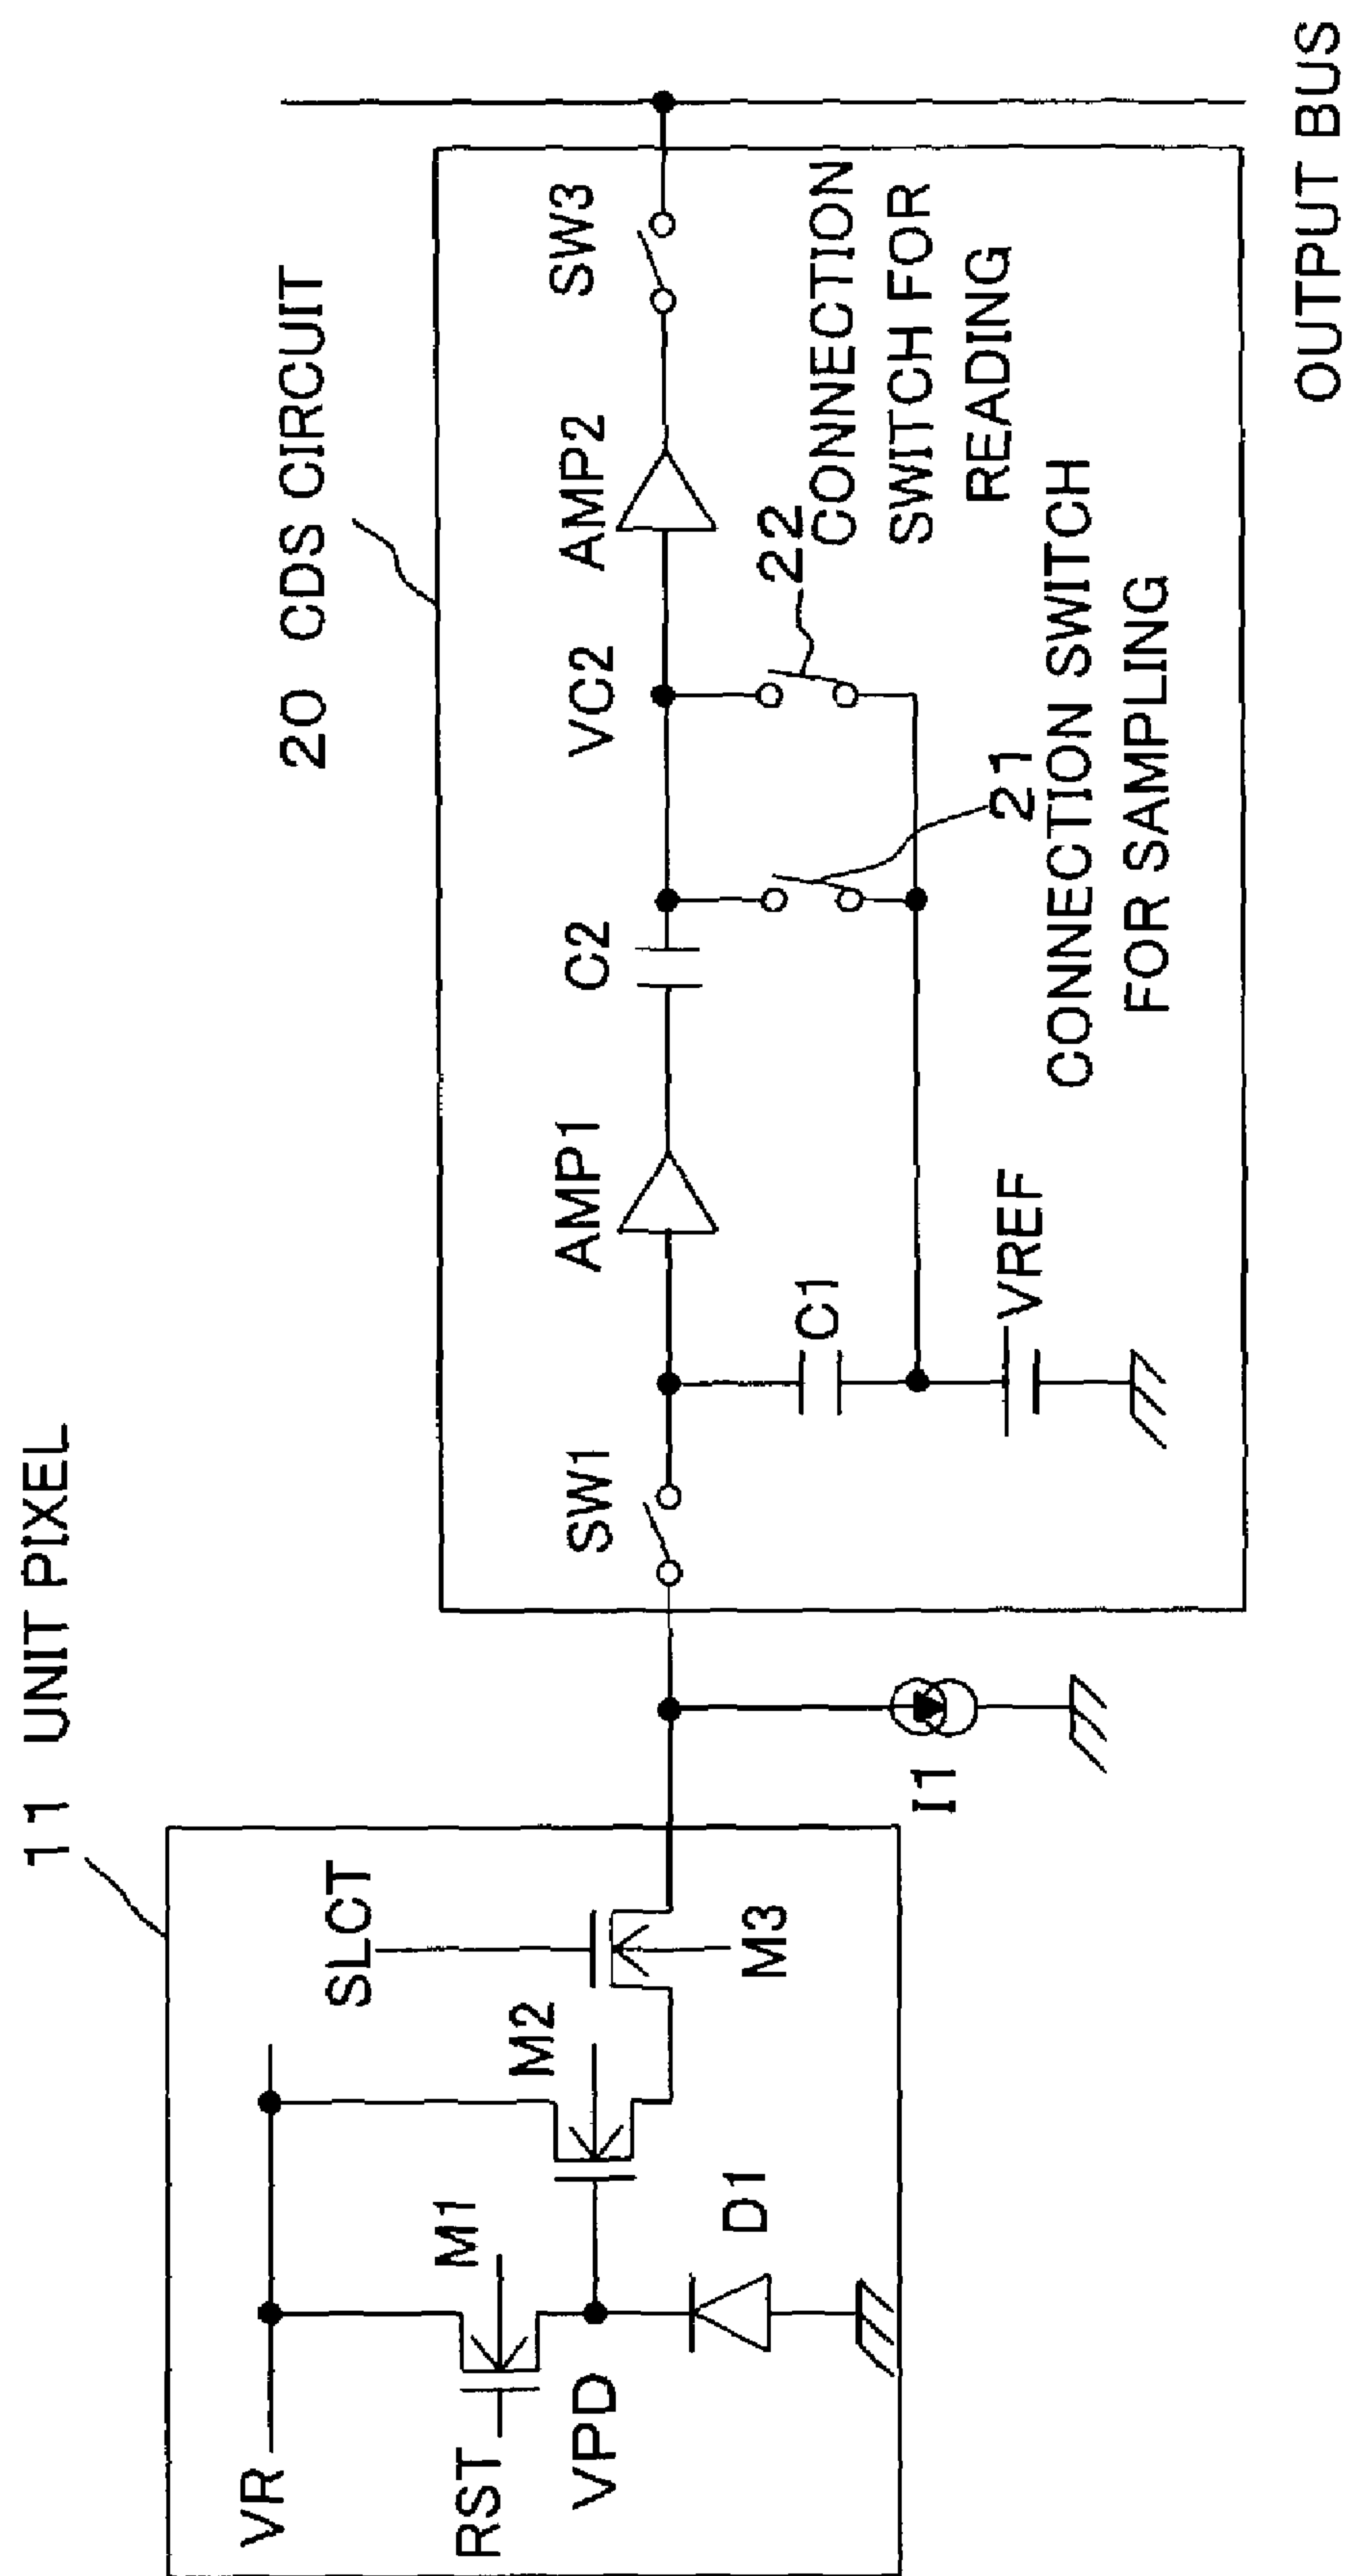 11 UNIT PIXEL
20 CDS CIRCUIT
VR
RST
VPD
M1
M2
D1
SLCT
M3
I1
SW1
C1
VREF
AMP1
C2
VC2
AMP2
SW3
21
CONNECTION SWITCH
FOR SAMPLING
22
CONNECTION
SWITCH FOR
READING
OUTPUT BUS